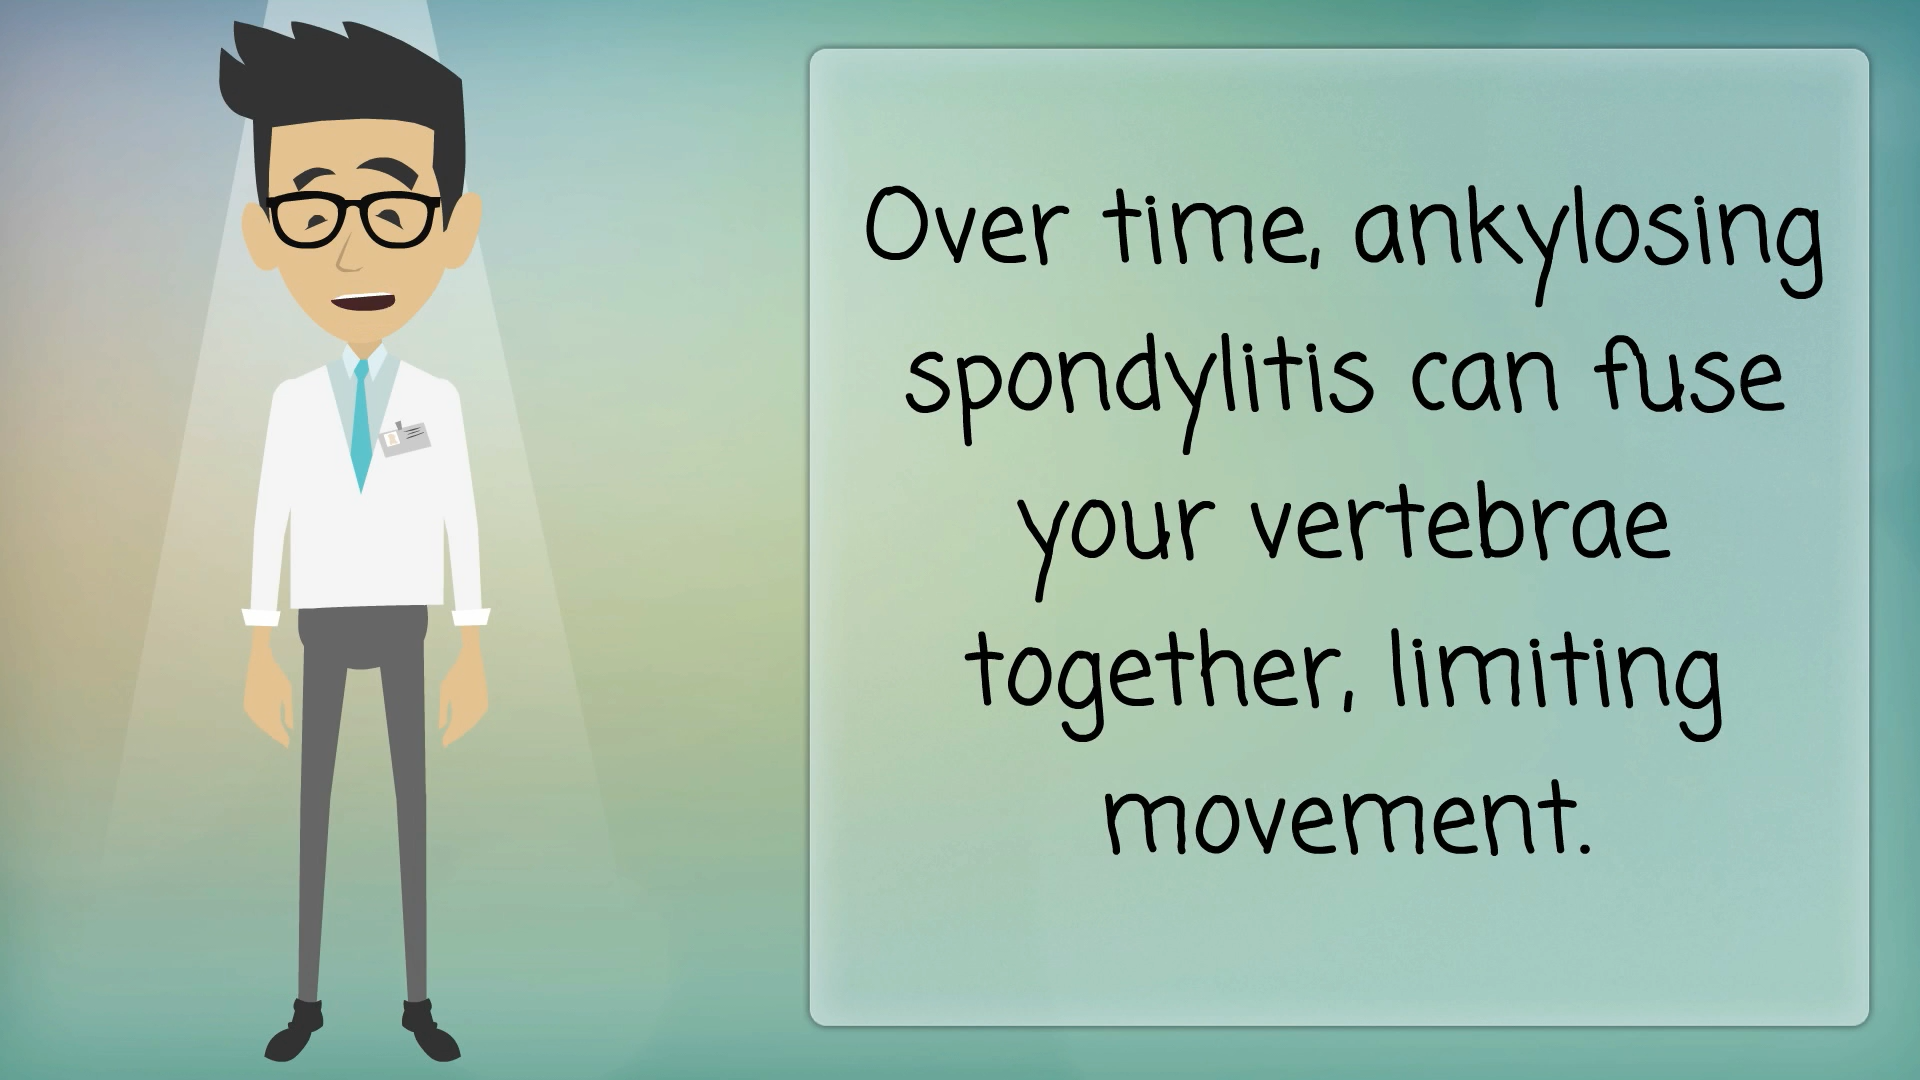 Over time, ankylosing
spondylitis can fuse
your vertebrae
together, limiting
movement.